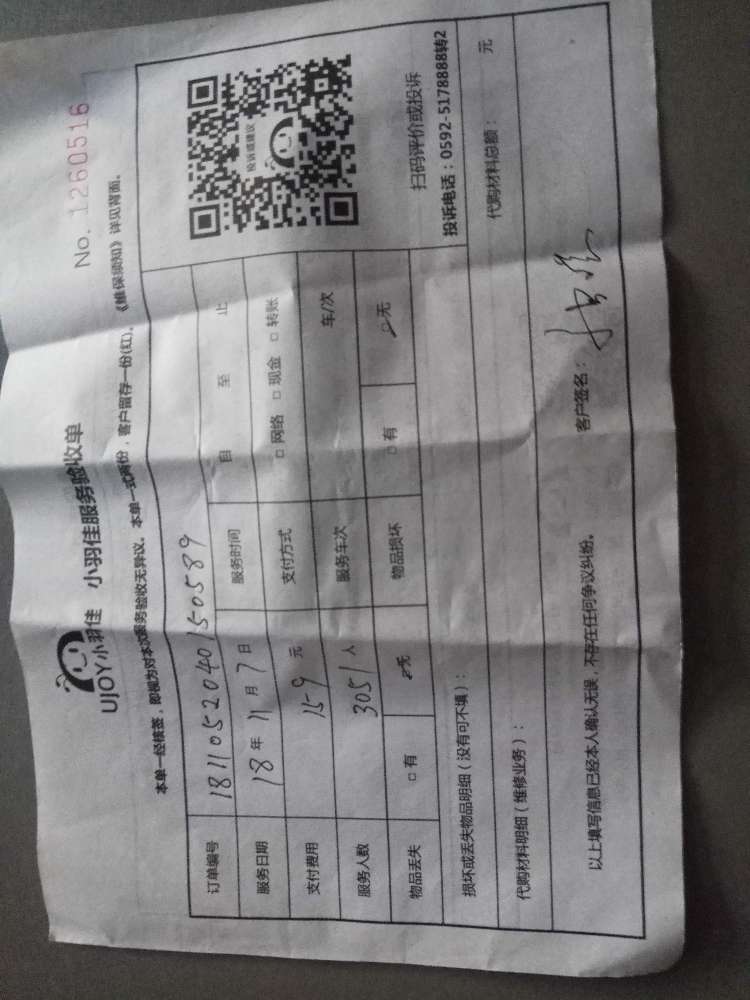 UJOY小羽佳 小羽佳服务验收单
No. 1260516
本单一经核签，即视为对本次服务验收无异议。本单一式两份，客户留存一份(红)。《维保须知》详见背面。
订单编号 1811052040150589
服务日期 18年11月7日 服务时间 自 至 止
支付费用 159元 支付方式 □网络 □现金 □转账
服务人数 3051人 服务车次 车/次
物品丢失 □有 ☑无 物品损坏 □有 ☑无
投诉或建议
扫码评价或投诉
投诉电话：0592-5178888转2
损坏或丢失物品明细（没有可不填）：
代购材料明细（维修业务）： 代购材料总额： 元
以上填写信息已经本人确认无误，不存在任何争议纠纷。 客户签名：